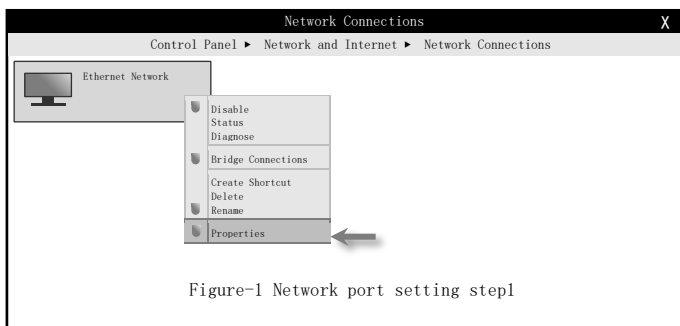 Network Connections X
Control Panel ► Network and Internet ► Network Connections
Ethernet Network
Disable
Status
Diagnose
Bridge Connections
Create Shortcut
Delete
Rename
Properties
Figure-1 Network port setting step1